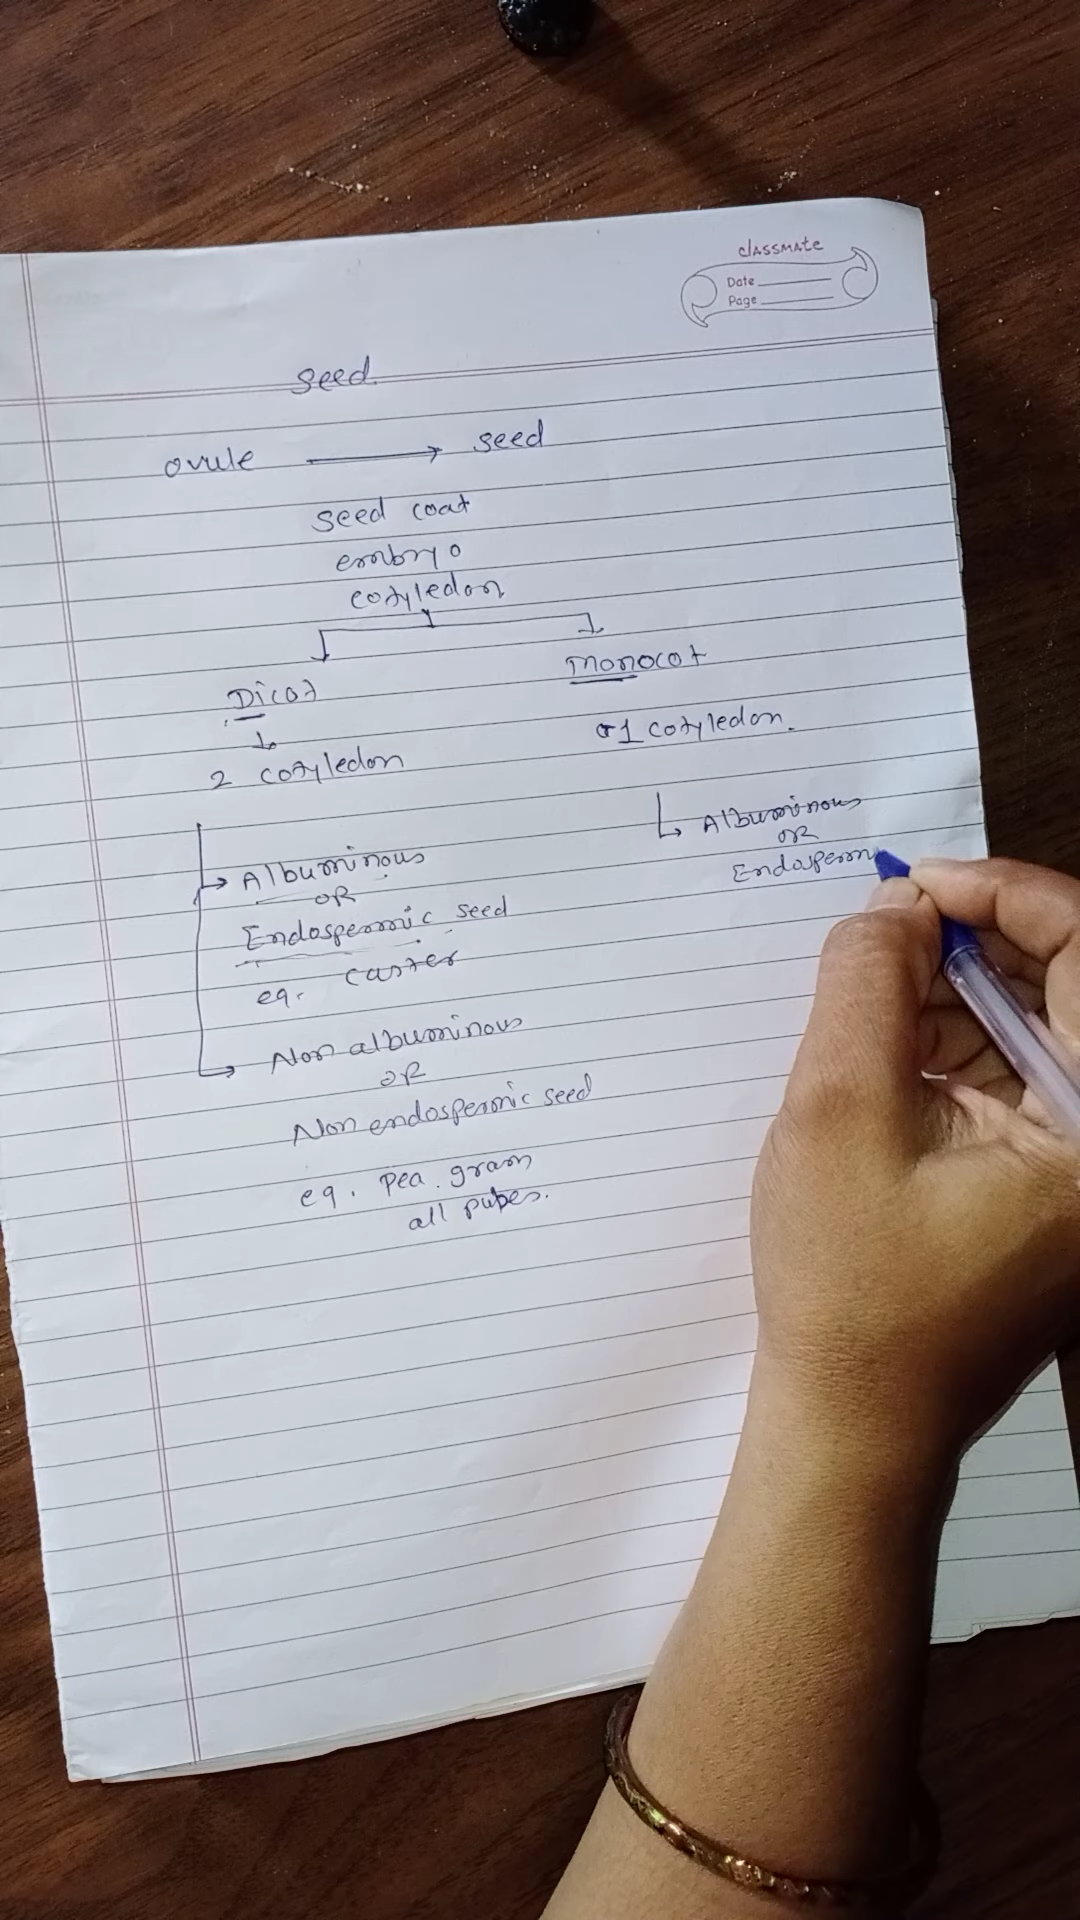 classmate
Date
Page
Seed.
ovule → seed
seed coat
embryo
cotyledon
Dicot
Monocot
2 cotyledon
1 cotyledon.
→ Albuminous
OR
Endospermic seed
eg. caster
→ Non albuminous
OR
Non endospermic seed
eg. pea. gram
all pulses.
→ Albuminous
OR
Endosperm